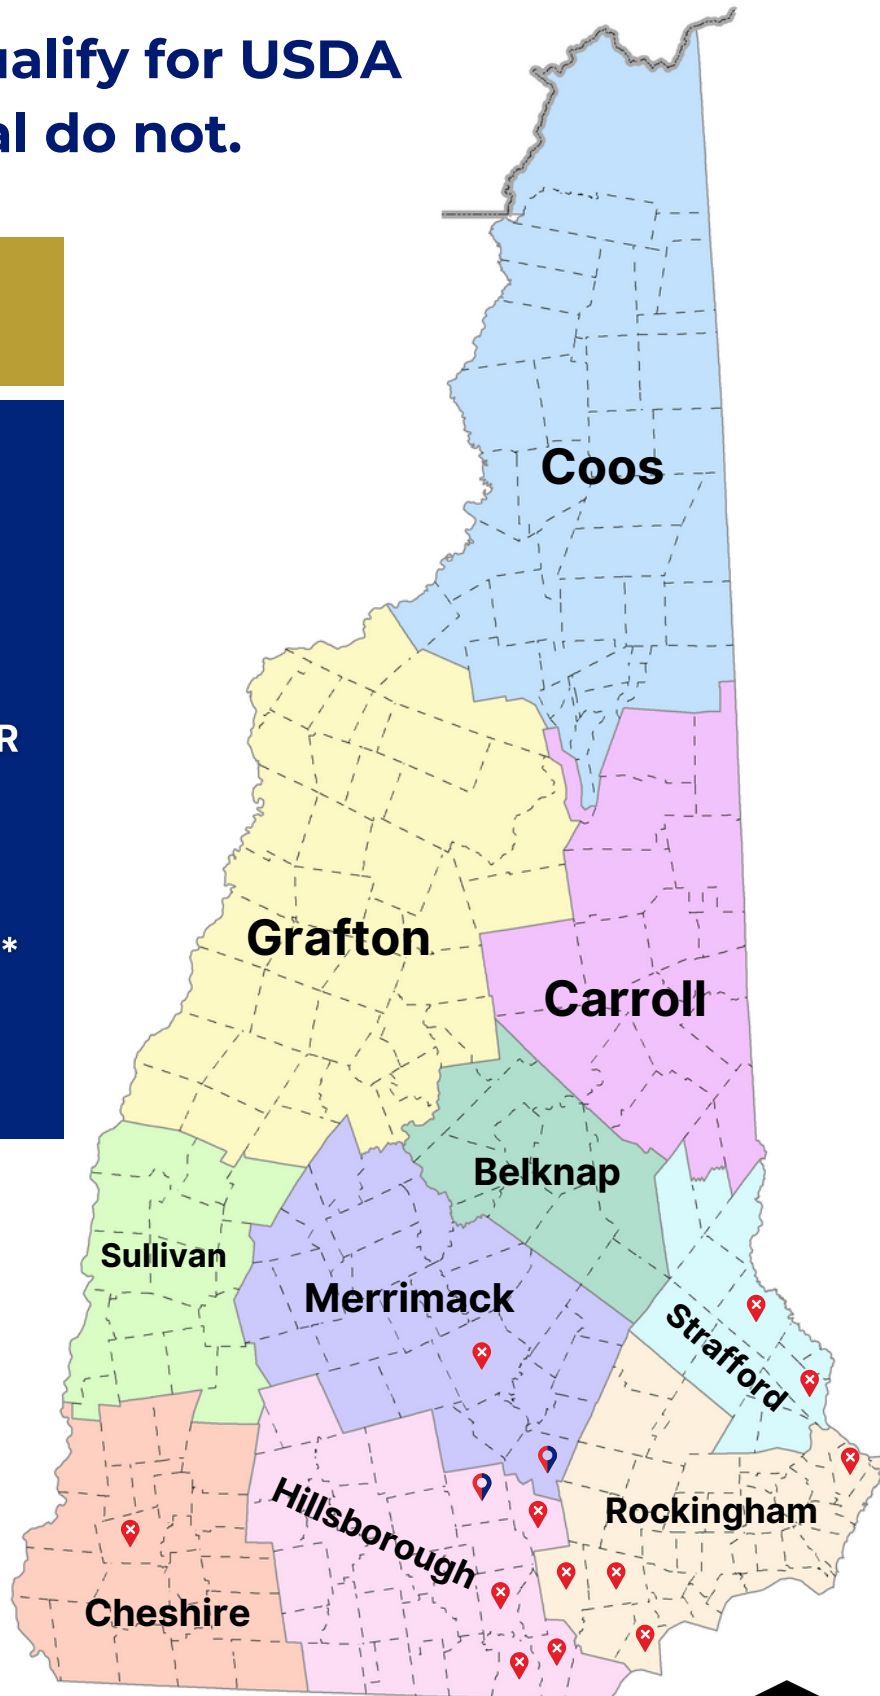 ualify for USDA
al do not.
R
*
Coos
Grafton
Carroll
Belknap
Sullivan
Merrimack
Strafford
Hillsborough
Rockingham
Cheshire